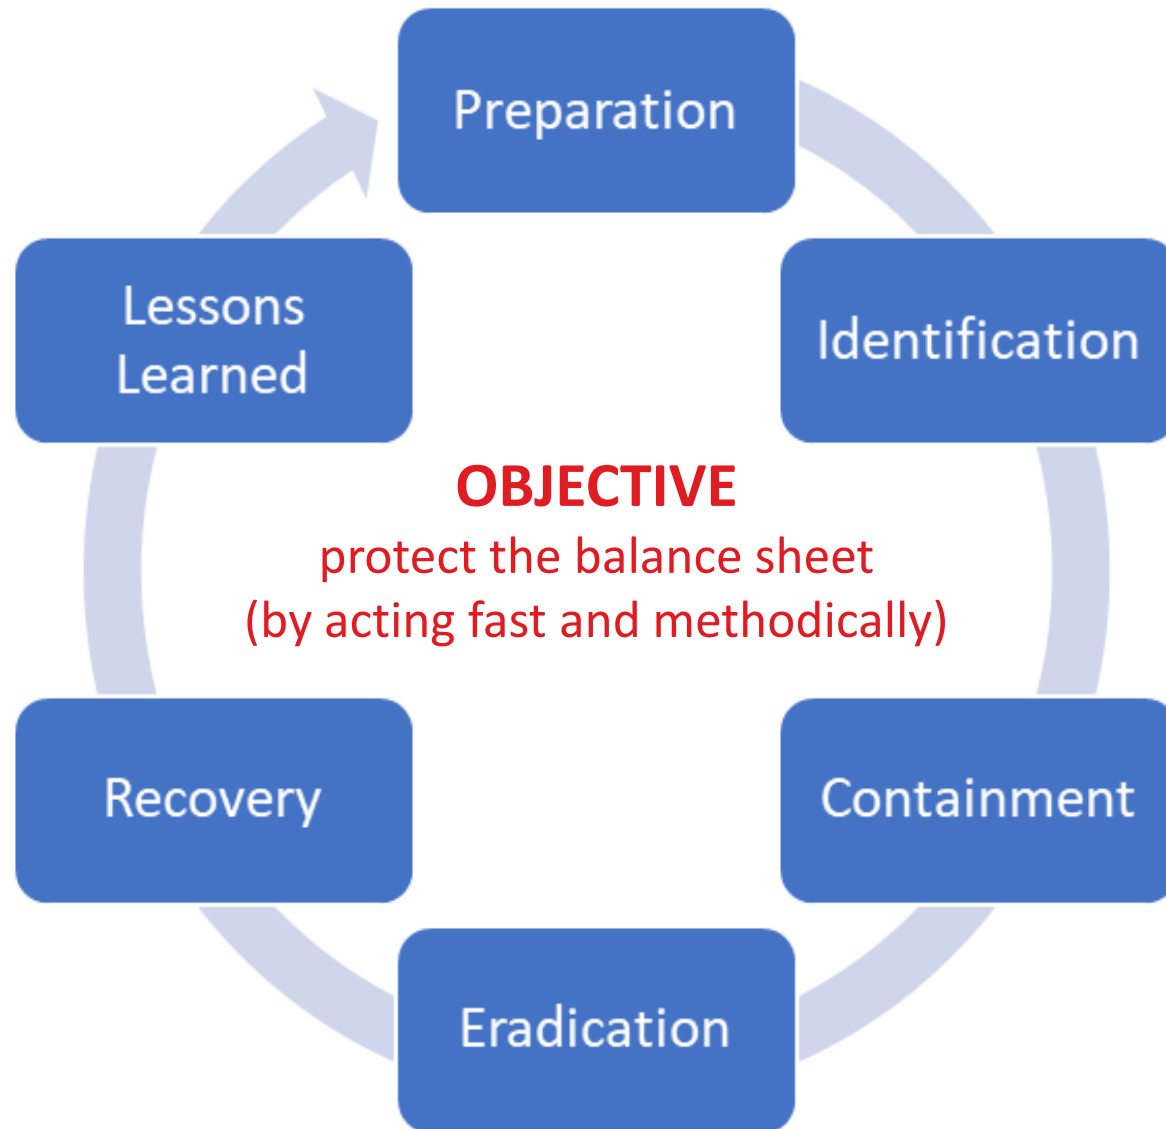 Preparation
Identification
Containment
Eradication
Recovery
Lessons
Learned
OBJECTIVE
protect the balance sheet
(by acting fast and methodically)